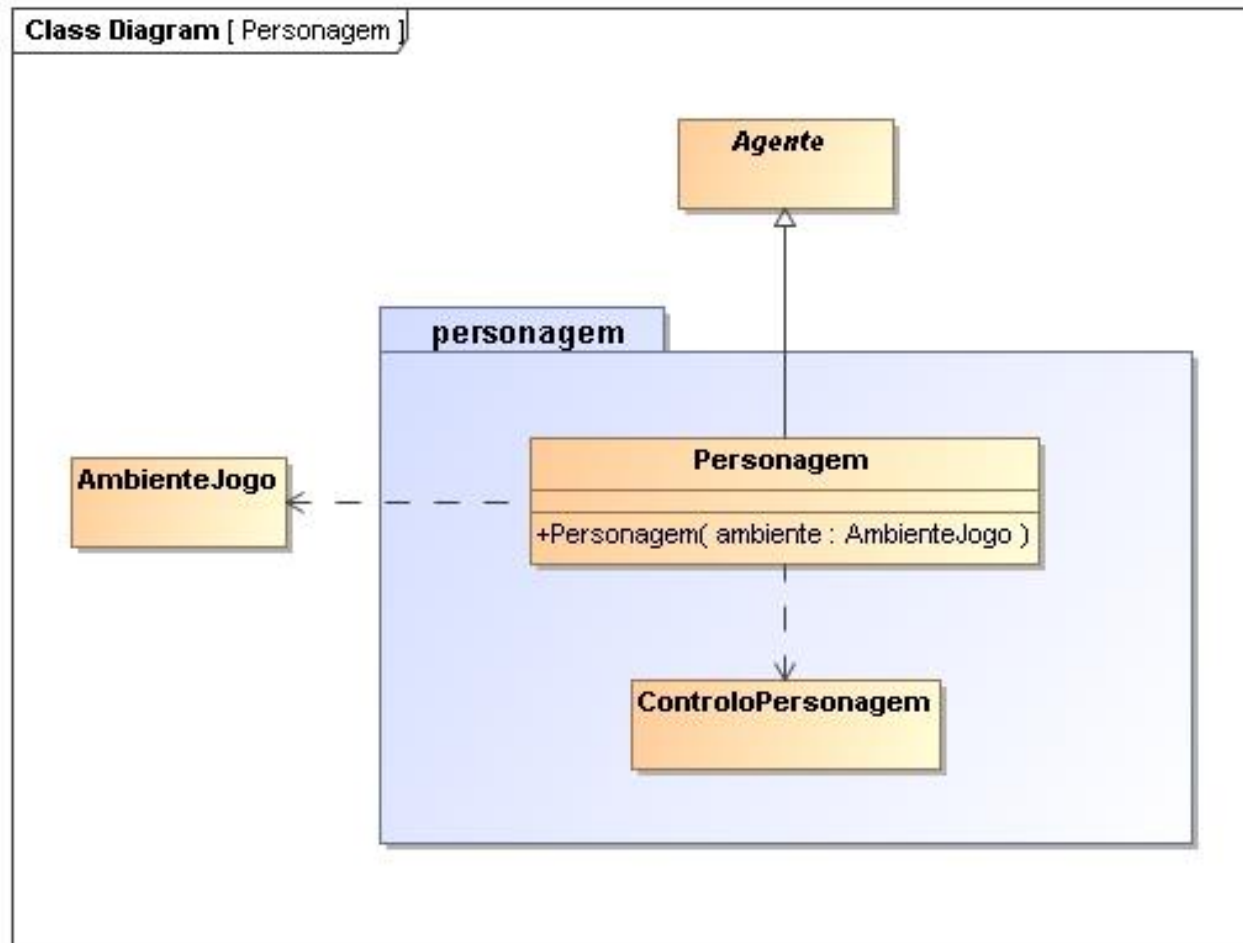 Class Diagram [ Personagem ]
Agente
personagem
AmbienteJogo
Personagem
+Personagem( ambiente : AmbienteJogo )
ControloPersonagem